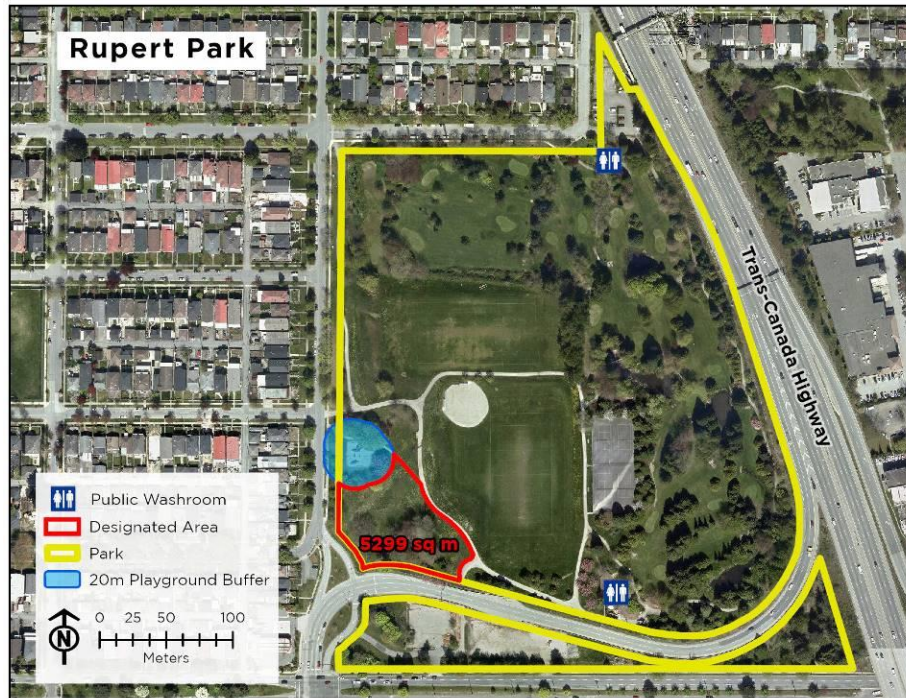 Rupert Park
Trans-Canada Highway
5299 sq m
Public Washroom
Designated Area
Park
20m Playground Buffer
N
0 25 50 100
Meters